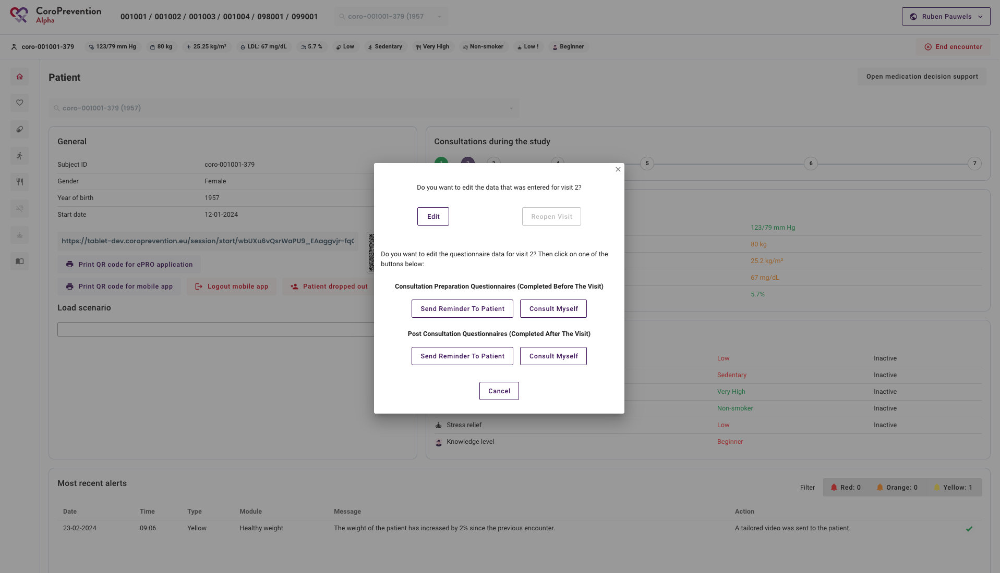 CoroPrevention
Alpha
001001 / 001002 / 001003 / 001004 / 098001 / 099001
coro-001001-379 (1957
Ruben Pauwels
coro-001001-379
123/79 mm Hg
80 kg
25.25 kg/m²
LDL: 67 mg/dL
5.7 %
Low
Sedentary
Very High
Non-smoker
Low !
Beginner
End encounter
Patient
Open medication decision support
coro-001001-379 (1957)
General
Subject ID coro-001001-379
Gender Female
Year of birth 1957
Start date 12-01-2024
https://tablet-dev.coroprevention.eu/session/start/wbUXu6vQsrWaPU9_EAaggvjr-fq
Print QR code for ePRO application
Print QR code for mobile app
Logout mobile app
Patient dropped out
Load scenario
Consultations during the study
1 2 3 4 5 6 7
Do you want to edit the data that was entered for visit 2?
Edit
Reopen Visit
Do you want to edit the questionnaire data for visit 2? Then click on one of the
buttons below:
Consultation Preparation Questionnaires (Completed Before The Visit)
Send Reminder To Patient
Consult Myself
Post Consultation Questionnaires (Completed After The Visit)
Send Reminder To Patient
Consult Myself
Cancel
123/79 mm Hg
80 kg
25.2 kg/m²
67 mg/dL
5.7%
Low Inactive
Sedentary Inactive
Very High Inactive
Non-smoker Inactive
Stress relief Low Inactive
Knowledge level Beginner
Most recent alerts
Filter
Red: 0
Orange: 0
Yellow: 1
Date Time Type Module Message Action
23-02-2024 09:06 Yellow Healthy weight The weight of the patient has increased by 2% since the previous encounter. A tailored video was sent to the patient.